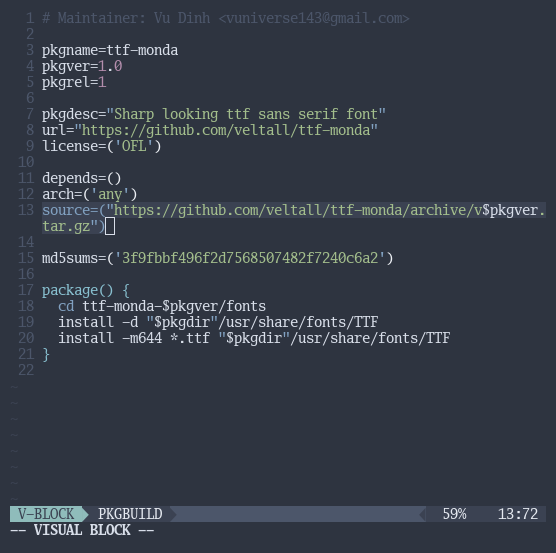 1 # Maintainer: Vu Dinh <vuniverse143@gmail.com>
2
3 pkgname=ttf-monda
4 pkgver=1.0
5 pkgrel=1
6
7 pkgdesc="Sharp looking ttf sans serif font"
8 url="https://github.com/veltall/ttf-monda"
9 license=('OFL')
10
11 depends=()
12 arch=('any')
13 source=("https://github.com/veltall/ttf-monda/archive/v$pkgver.
tar.gz")
14
15 md5sums=('3f9fbbf496f2d7568507482f7240c6a2')
16
17 package() {
18   cd ttf-monda-$pkgver/fonts
19   install -d "$pkgdir"/usr/share/fonts/TTF
20   install -m644 *.ttf "$pkgdir"/usr/share/fonts/TTF
21 }
22
~
~
~
~
~
~
~
~
V-BLOCK PKGBUILD 59% 13:72
-- VISUAL BLOCK --